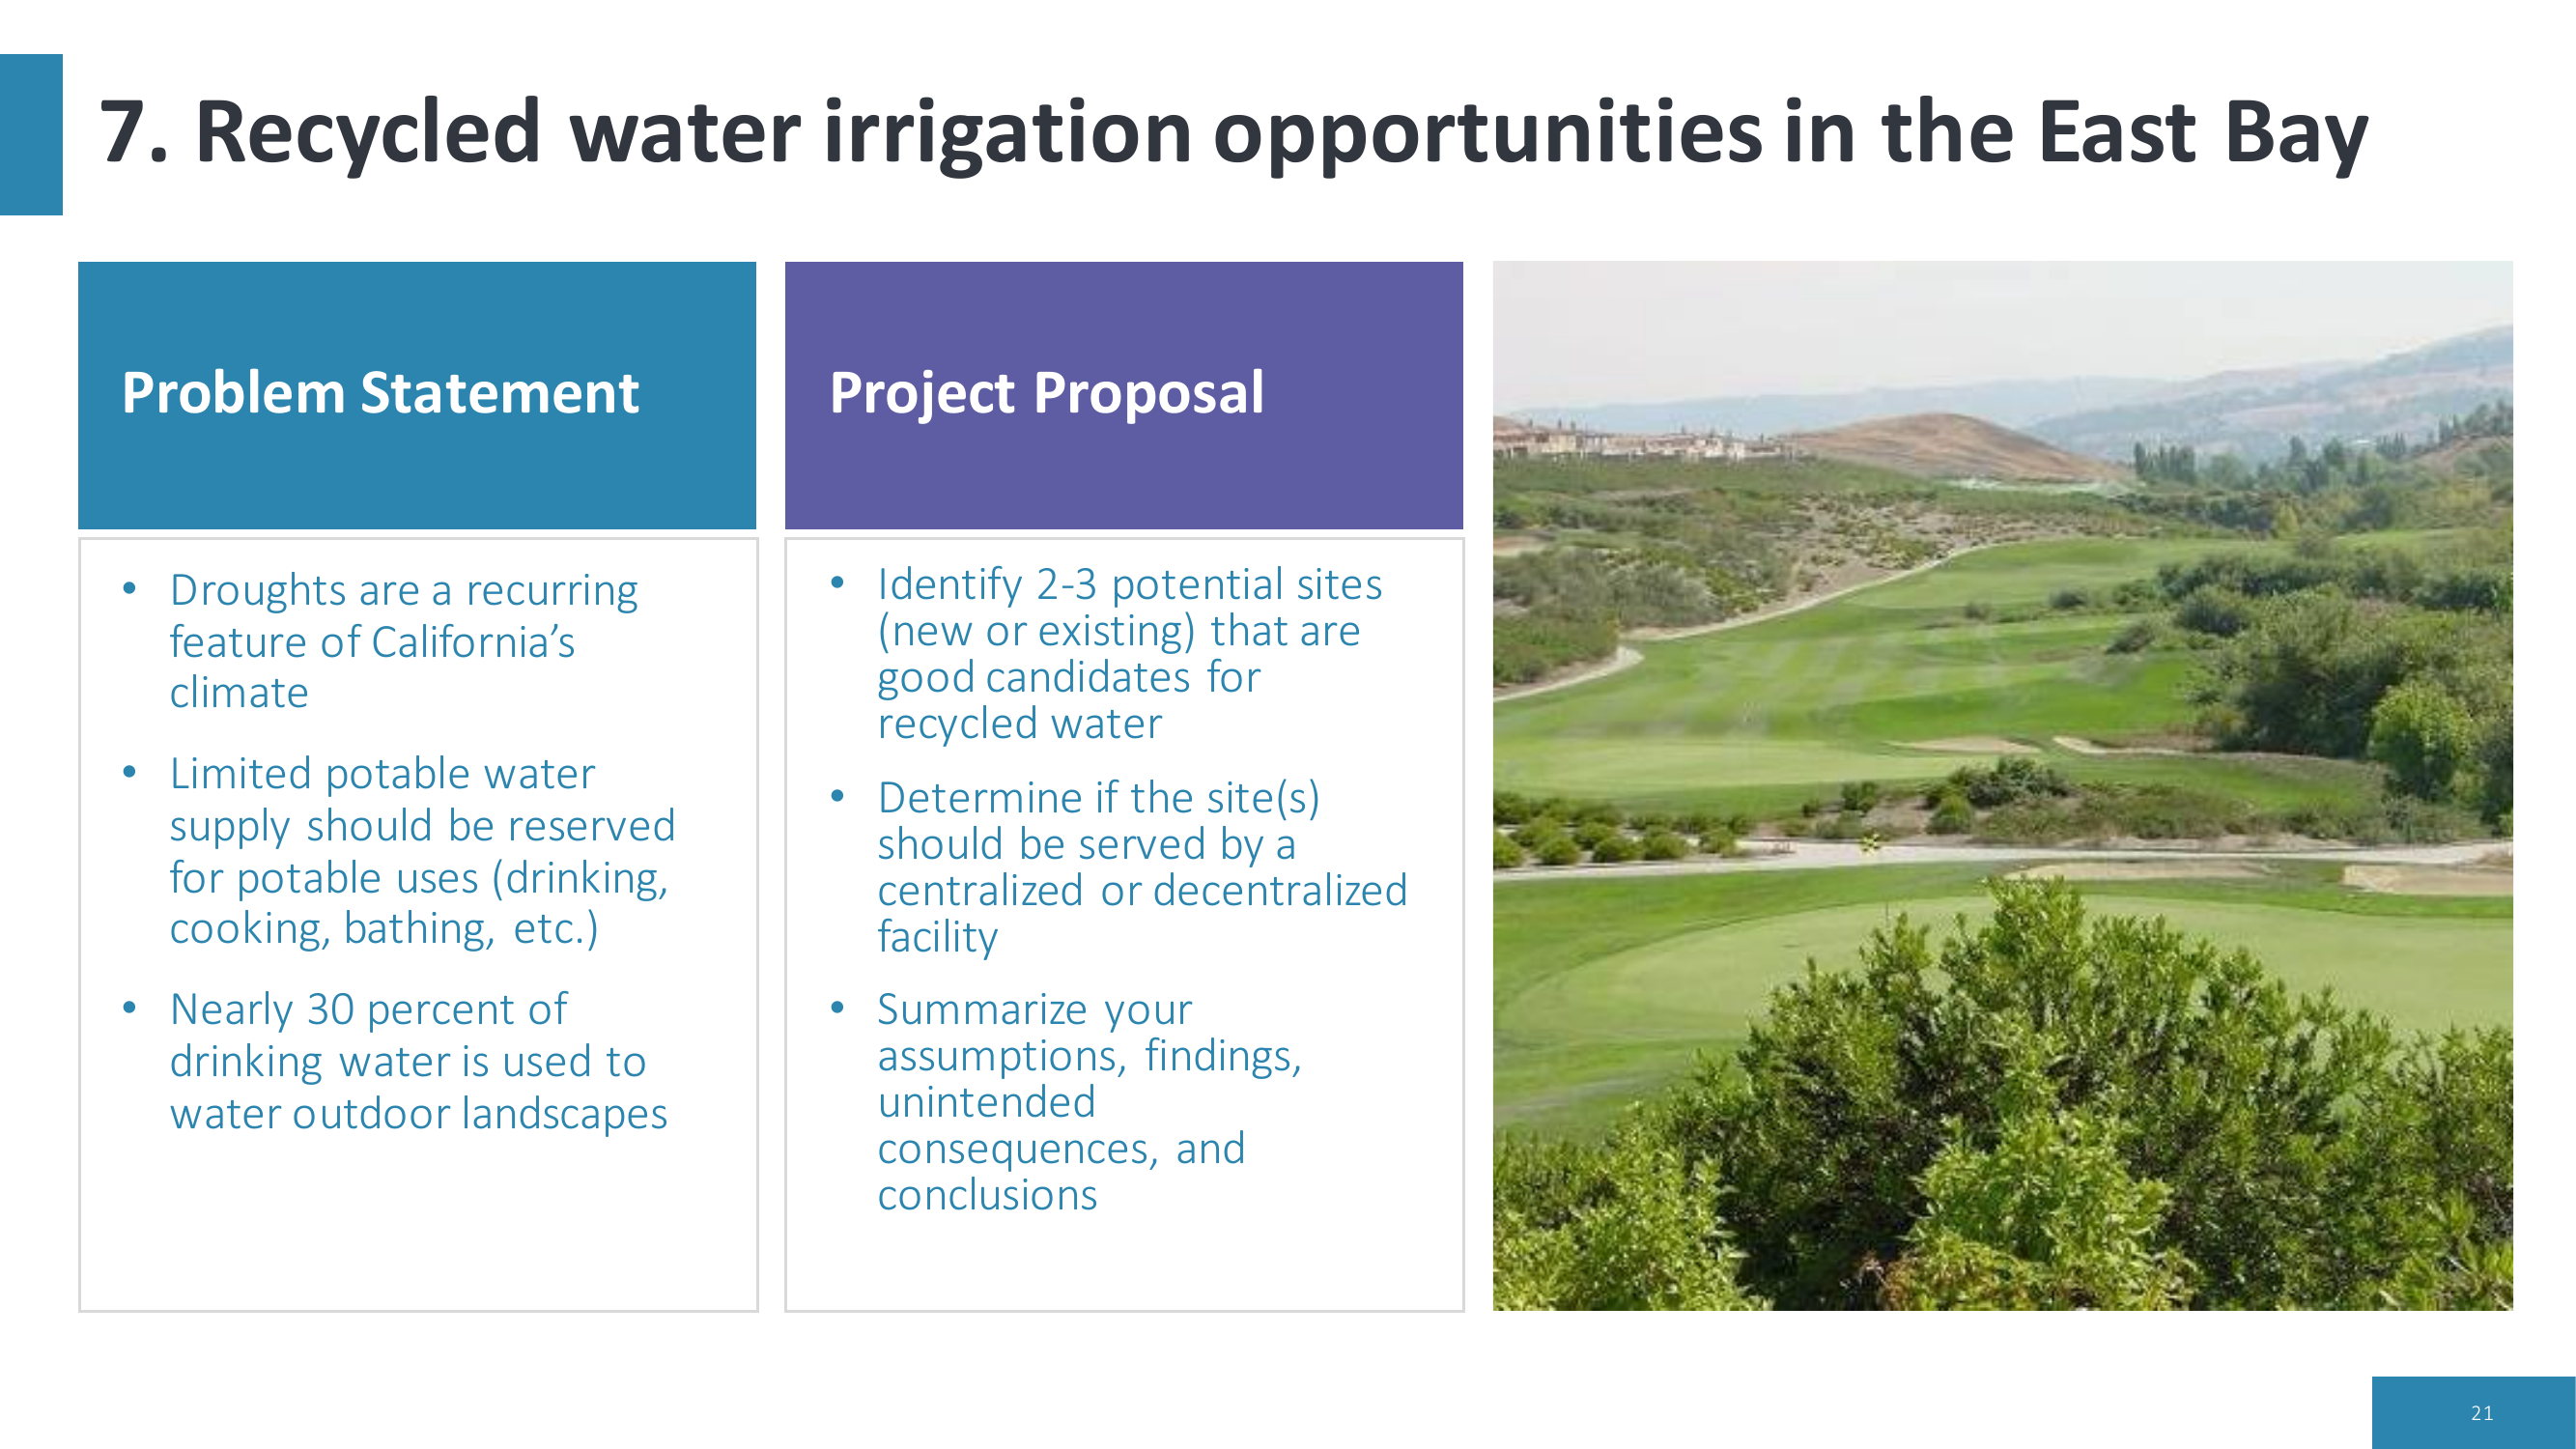 7. Recycled water irrigation opportunities in the East Bay
Problem Statement
• Droughts are a recurring
feature of California’s
climate
• Limited potable water
supply should be reserved
for potable uses (drinking,
cooking, bathing, etc.)
• Nearly 30 percent of
drinking water is used to
water outdoor landscapes
Project Proposal
• Identify 2-3 potential sites
(new or existing) that are
good candidates for
recycled water
• Determine if the site(s)
should be served by a
centralized or decentralized
facility
• Summarize your
assumptions, findings,
unintended
consequences, and
conclusions
21